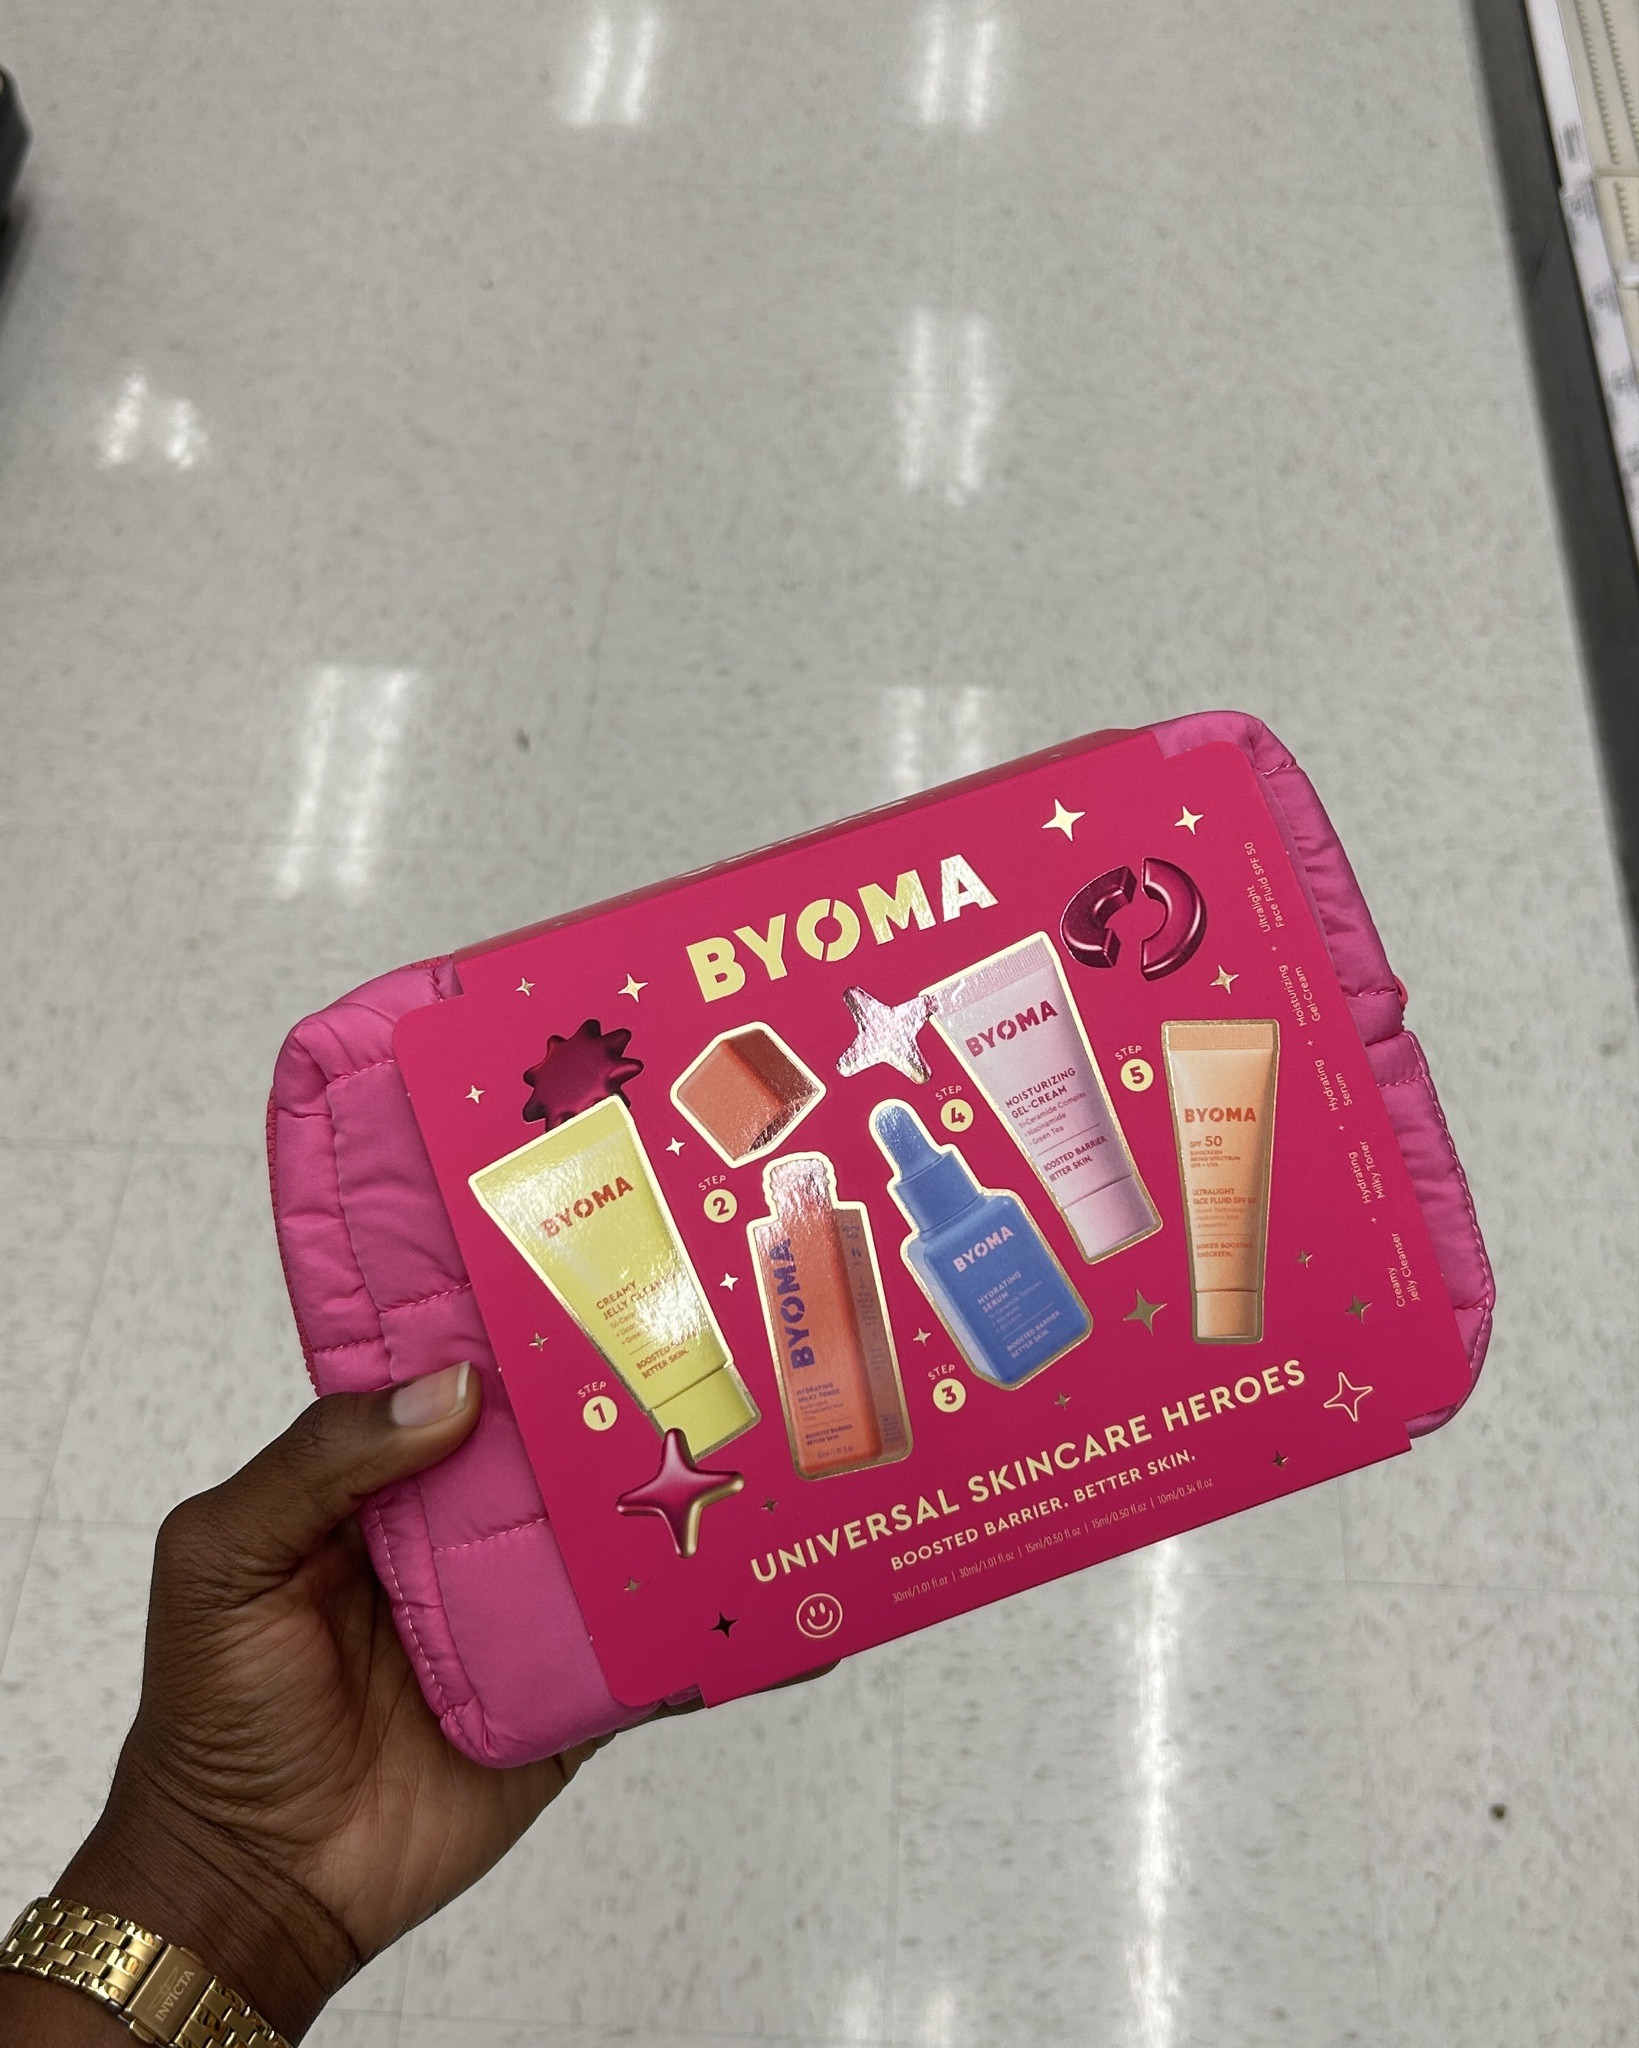 BYOMA
STEP
1
BYOMA
CREAMY
BOOSTED
BETTER SKIN.
STEP
2
BYOMA
HYDRATING
MILKY TONER
BOOSTED BARRIER.
BETTER SKIN.
STEP
3
BYOMA
HYDRATING
SERUM
BOOSTED BARRIER
BETTER SKIN
STEP
4
BYOMA
MOISTURIZING
GEL-CREAM
Tri-Ceramide Complex
+ Niacinamide
+ Green Tea
BOOSTED BARRIER.
BETTER SKIN.
STEP
5
BYOMA
SPF 50
SUNSCREEN
BROAD SPECTRUM
UVB + UVA
ULTRALIGHT
FACE FLUID SPF 50
SUNSCREEN.
Creamy
Jelly Cleanser
+
Hydrating
Milky Toner
+
Hydrating
Serum
+
Moisturizing
Gel-Cream
+
Ultralight
Face Fluid SPF 50
UNIVERSAL SKINCARE HEROES
BOOSTED BARRIER. BETTER SKIN.
30ml/1.01 fl.oz | 30ml/1.01 fl.oz | 15ml/0.50 fl.oz | 15ml/0.50 fl.oz | 10ml/0.34 fl.oz
INVICTA